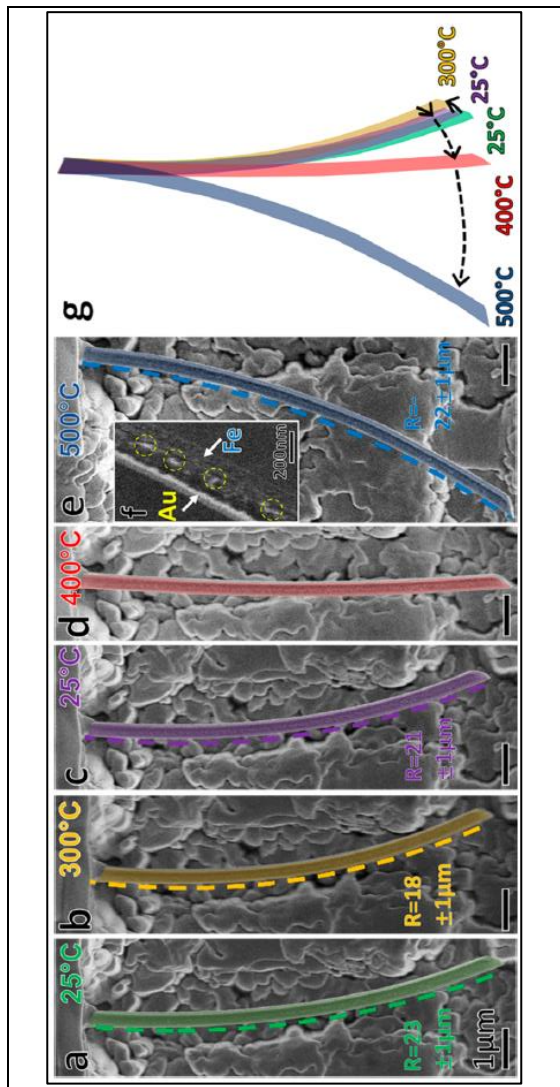 a
25°C
R=23
±1µm
1µm
b
300°C
R=18
±1µm
c
25°C
R=21
±1µm
d
400°C
e
500°C
R=-
22±1µm
f
Au
Fe
200nm
g
500°C
400°C
25°C
25°C
300°C